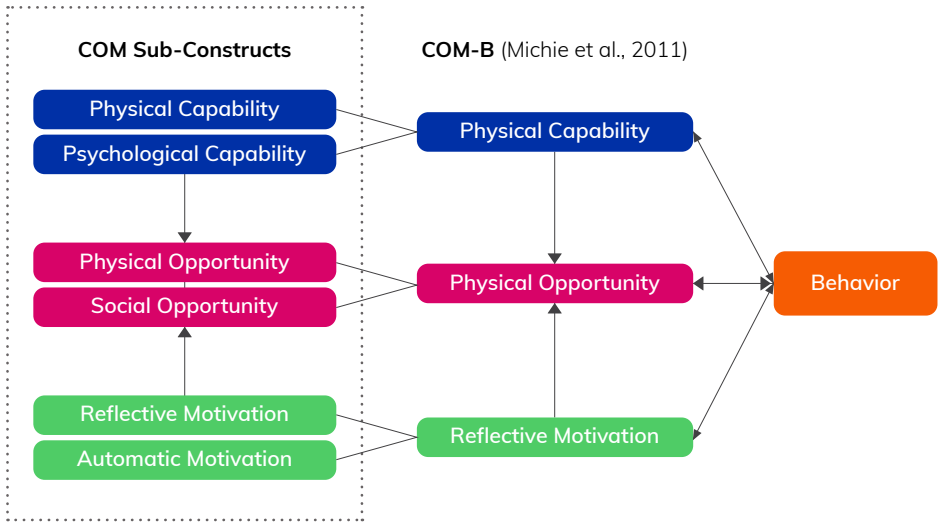 COM Sub-Constructs
Physical Capability
Psychological Capability
Physical Opportunity
Social Opportunity
Reflective Motivation
Automatic Motivation
COM-B (Michie et al., 2011)
Physical Capability
Physical Opportunity
Reflective Motivation
Behavior